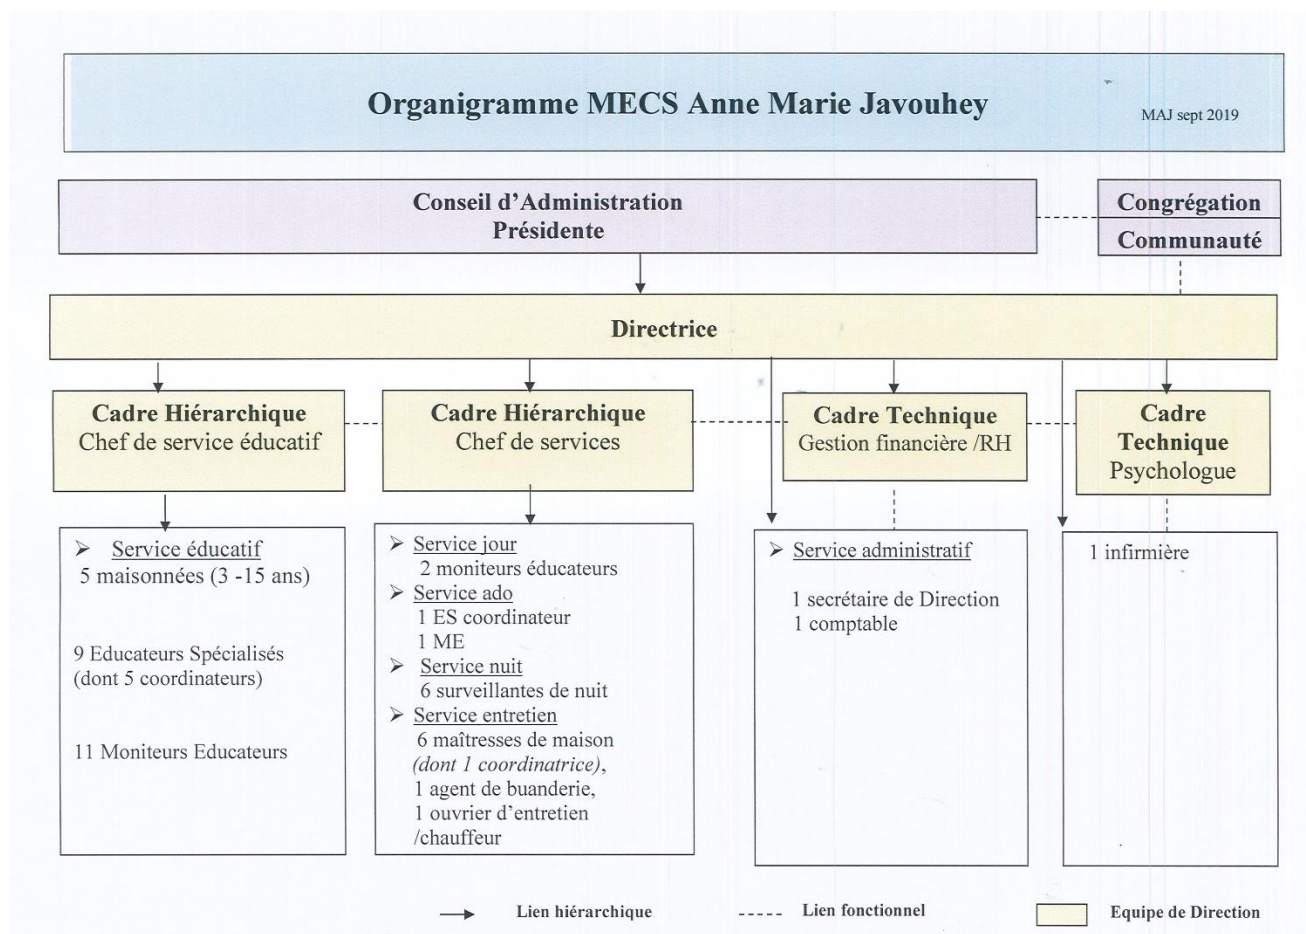 Organigramme MECS Anne Marie Javouhey
MAJ sept 2019
Conseil d'Administration
Présidente
Congrégation
Communauté
Directrice
Cadre Hiérarchique
Chef de service éducatif
Cadre Hiérarchique
Chef de services
Cadre Technique
Gestion financière /RH
Cadre
Technique
Psychologue
➢ Service éducatif
5 maisonnées (3 -15 ans)
9 Educateurs Spécialisés
(dont 5 coordinateurs)
11 Moniteurs Educateurs
➢ Service jour
2 moniteurs éducateurs
➢ Service ado
1 ES coordinateur
1 ME
➢ Service nuit
6 surveillantes de nuit
➢ Service entretien
6 maîtresses de maison
(dont 1 coordinatrice),
1 agent de buanderie,
1 ouvrier d'entretien
/chauffeur
➢ Service administratif
1 secrétaire de Direction
1 comptable
1 infirmière
Lien hiérarchique
Lien fonctionnel
Equipe de Direction